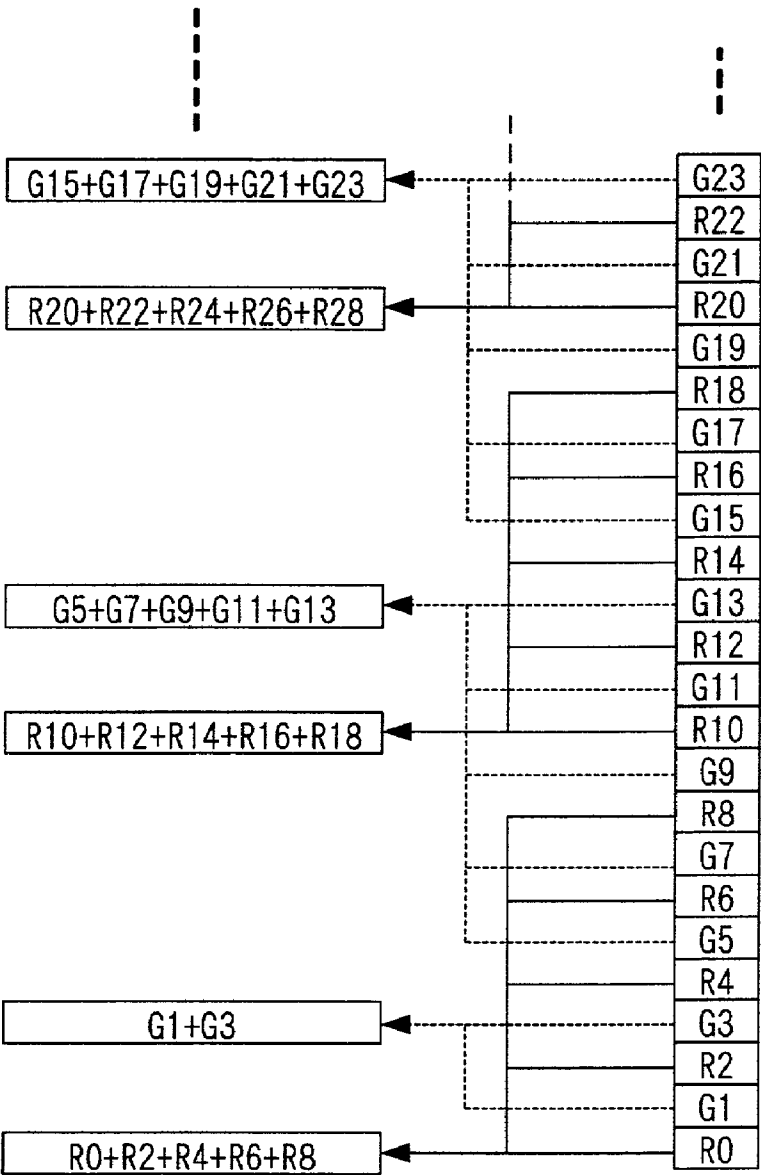 G15+G17+G19+G21+G23
R20+R22+R24+R26+R28
G5+G7+G9+G11+G13
R10+R12+R14+R16+R18
G1+G3
R0+R2+R4+R6+R8
G23
R22
G21
R20
G19
R18
G17
R16
G15
R14
G13
R12
G11
R10
G9
R8
G7
R6
G5
R4
G3
R2
G1
R0